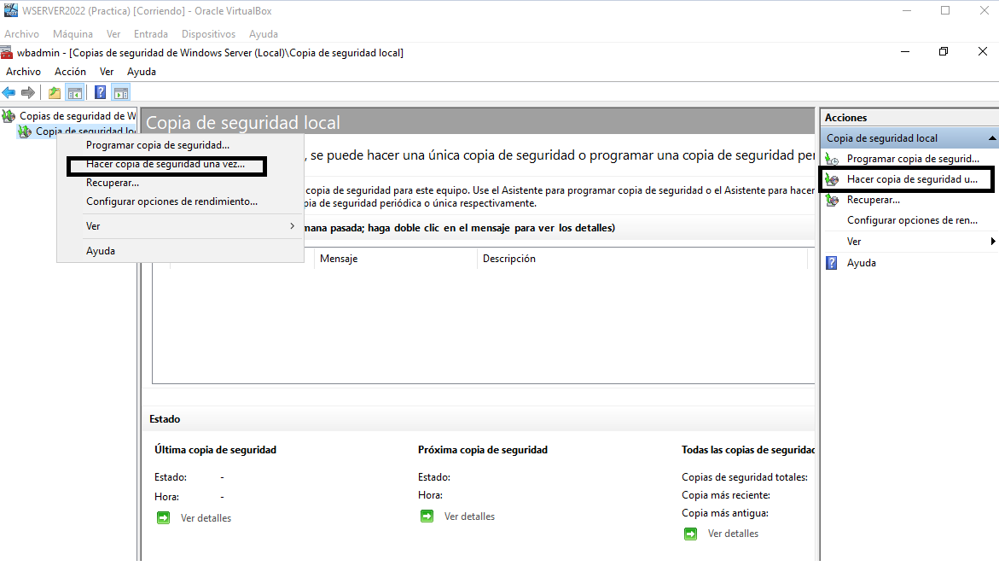 WSERVER2022 (Practica) [Corriendo] - Oracle VirtualBox
Archivo Máquina Ver Entrada Dispositivos Ayuda
wbadmin - [Copias de seguridad de Windows Server (Local)\Copia de seguridad local]
Archivo Acción Ver Ayuda
Copias de seguridad de W
Copia de seguridad lo
Programar copia de seguridad...
Hacer copia de seguridad una vez...
Recuperar...
Configurar opciones de rendimiento...
Ver
Ayuda
Copia de seguridad local
, se puede hacer una única copia de seguridad o programar una copia de seguridad pe
copia de seguridad para este equipo. Use el Asistente para programar copia de seguridad o el Asistente para hacer
pia de seguridad periódica o única respectivamente.
mana pasada; haga doble clic en el mensaje para ver los detalles)
Mensaje Descripción
Estado
Última copia de seguridad
Estado: -
Hora: -
Ver detalles
Próxima copia de seguridad
Estado:
Hora:
Ver detalles
Todas las copias de seguridad
Copias de seguridad totales:
Copia más reciente:
Copia más antigua:
Ver detalles
Acciones
Copia de seguridad local
Programar copia de segurid...
Hacer copia de seguridad u...
Recuperar...
Configurar opciones de ren...
Ver
Ayuda